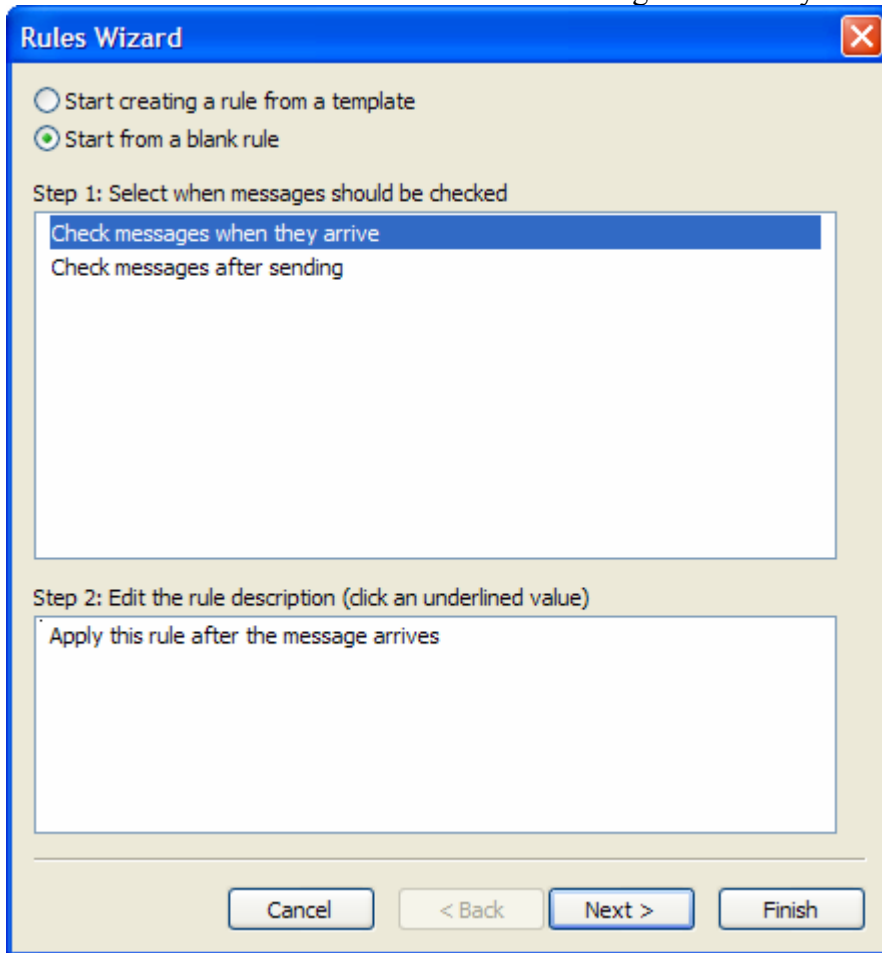 Rules Wizard
Start creating a rule from a template
Start from a blank rule
Step 1: Select when messages should be checked
Check messages when they arrive
Check messages after sending
Step 2: Edit the rule description (click an underlined value)
Apply this rule after the message arrives
Cancel
< Back
Next >
Finish